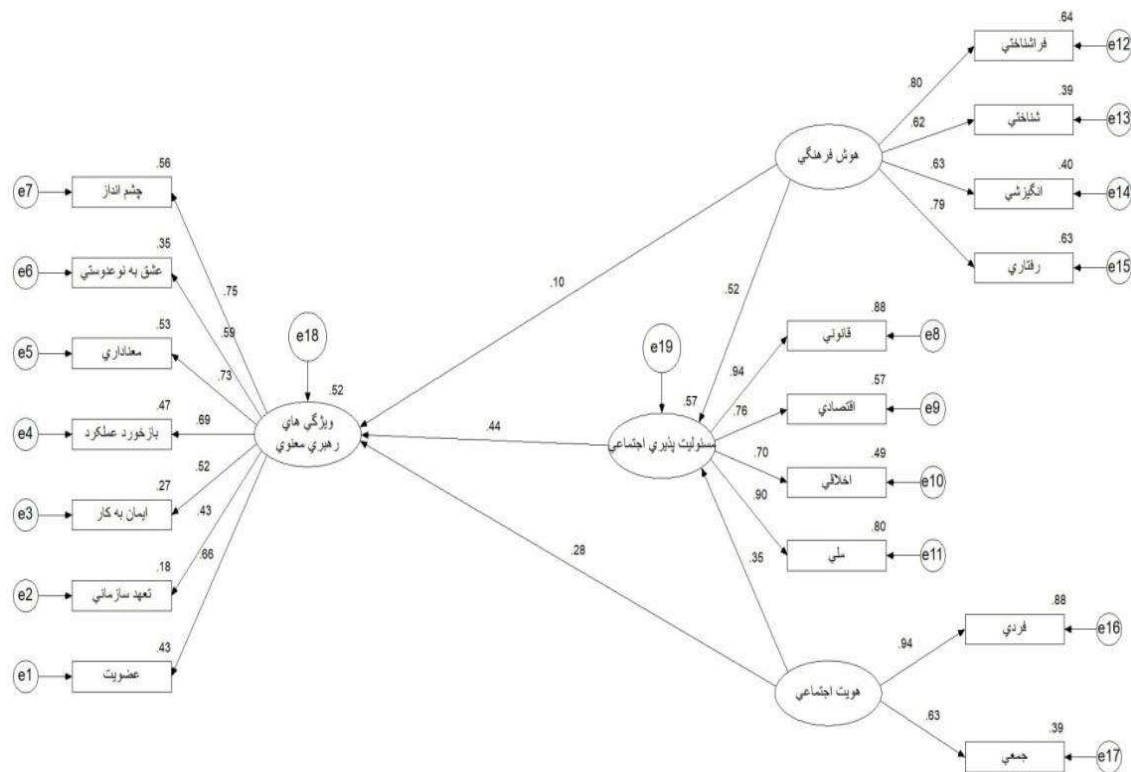 .64
فراشناختي
e12
.80
.39
شناختي
e13
.62
هوش فرهنگي
.63
.40
انگيزشي
e14
.79
.63
رفتاري
e15
.56
چشم انداز
e7
.35
عشق به نوعدوستي
e6
.75
.59
.53
معناداري
e5
.73
.47
بازخورد عملكرد
e4
.69
.52
.27
ايمان به كار
e3
.43
.18
تعهد سازماني
e2
.66
.43
عضويت
e1
e18
.52
ويژگي هاي
رهبري معنوي
.10
.52
.44
.28
.35
e19
.57
مسئوليت پذيري اجتماعي
.88
قانوني
e8
.94
.57
اقتصادي
e9
.76
.49
اخلاقي
e10
.70
.80
ملي
e11
.90
هويت اجتماعي
.88
فردي
e16
.94
.63
.39
جمعي
e17